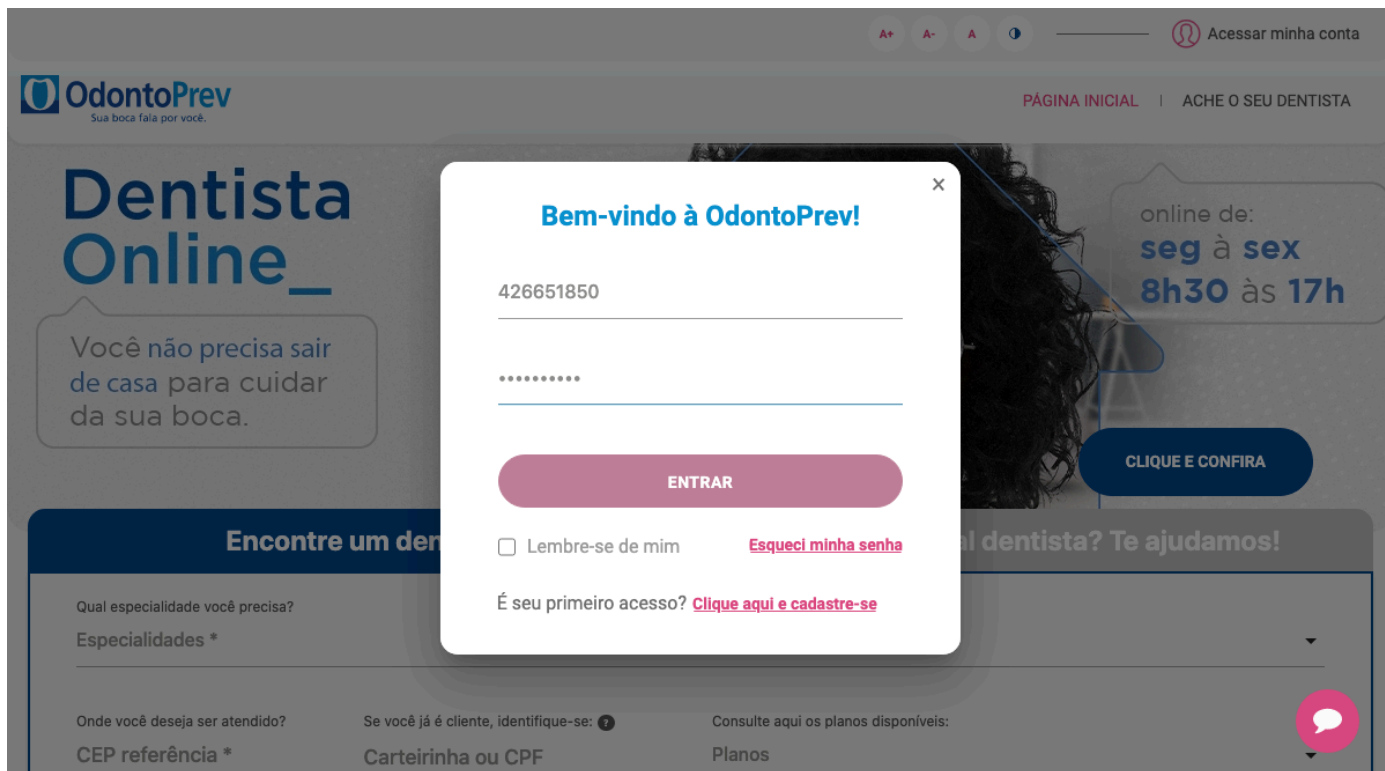 A+ A- A Acessar minha conta
OdontoPrev
Sua boca fala por você.
PÁGINA INICIAL | ACHE O SEU DENTISTA
Dentista
Online_
Você não precisa sair
de casa para cuidar
da sua boca.
online de:
seg à sex
8h30 às 17h
CLIQUE E CONFIRA
×
Bem-vindo à OdontoPrev!
426651850
••••••••••
ENTRAR
Lembre-se de mim Esqueci minha senha
É seu primeiro acesso? Clique aqui e cadastre-se
Encontre um den
al dentista? Te ajudamos!
Qual especialidade você precisa?
Especialidades *
Onde você deseja ser atendido? Se você já é cliente, identifique-se: ? Consulte aqui os planos disponíveis:
CEP referência * Carteirinha ou CPF Planos